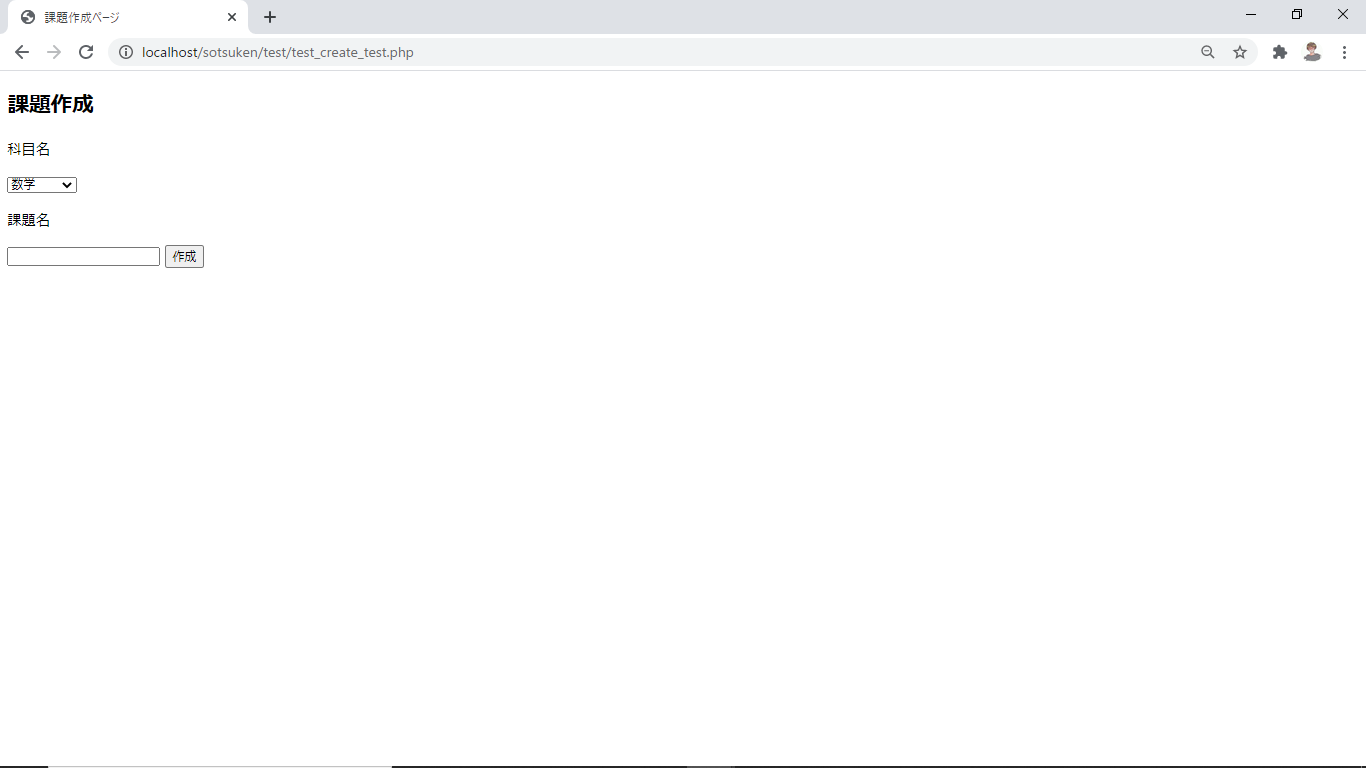 課題作成ページ
localhost/sotsuken/test/test_create_test.php
課題作成
科目名
数学
課題名
作成